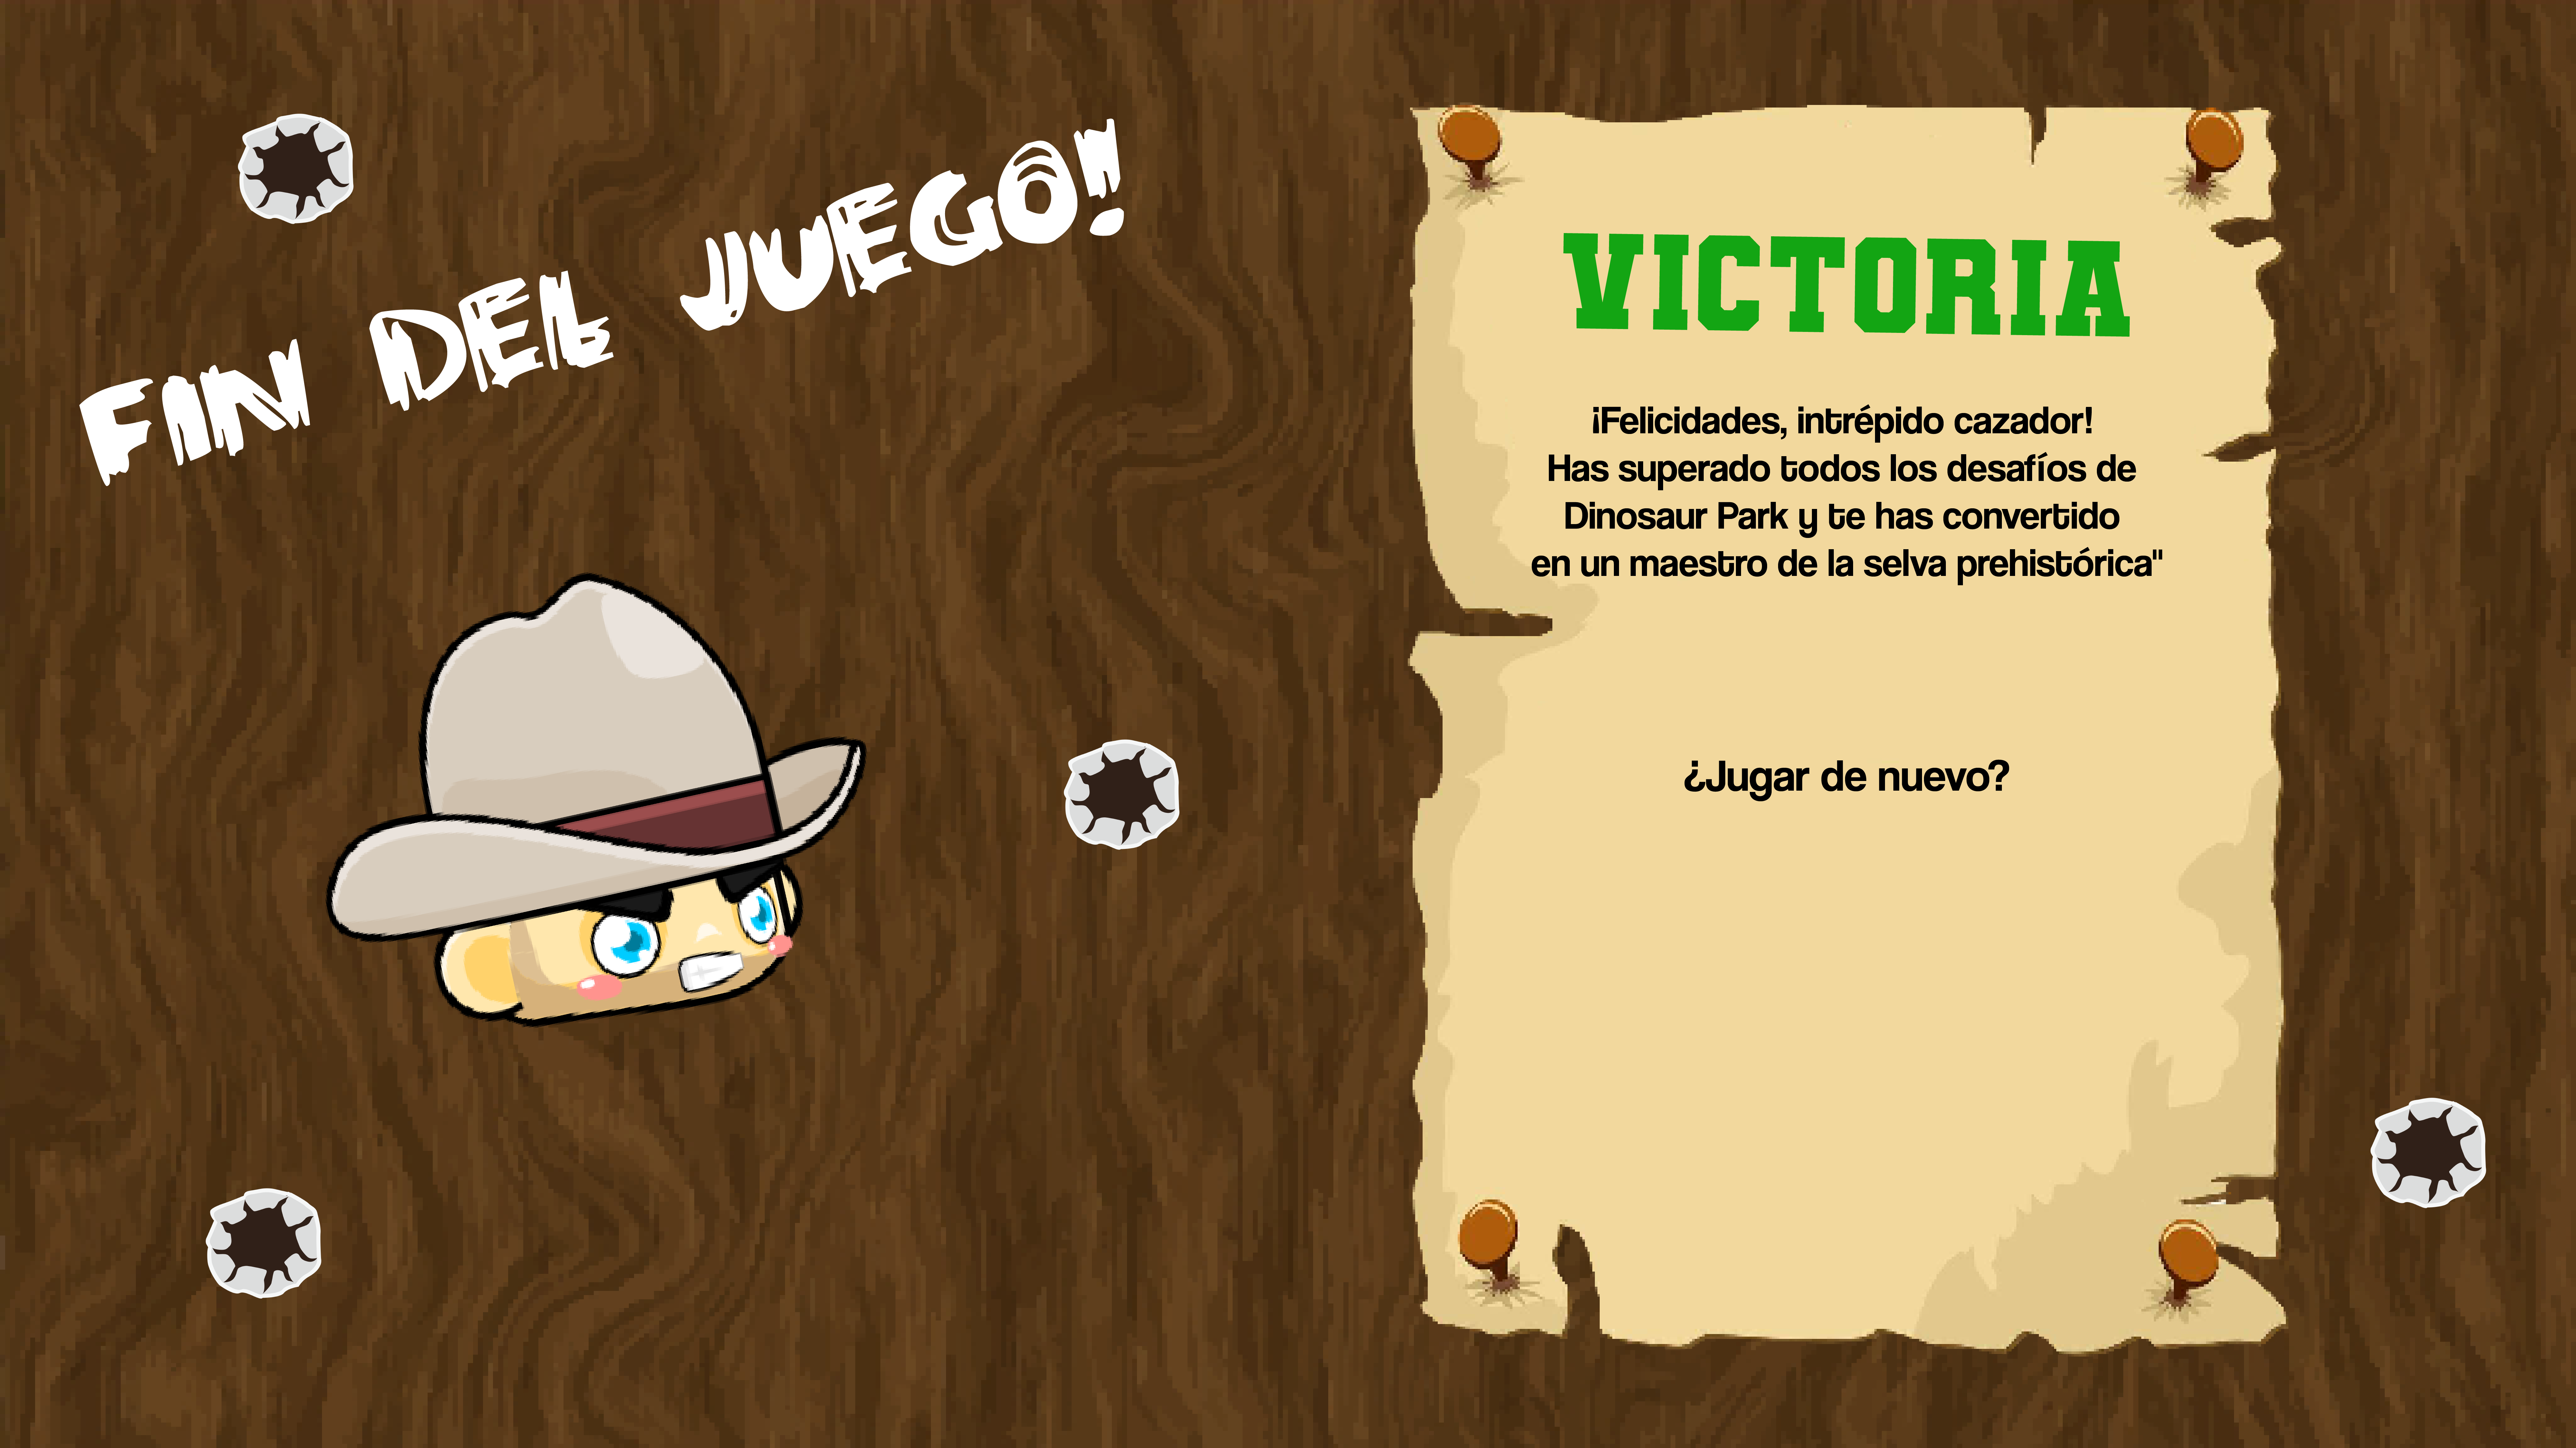 FIN DEL JUEGO!
VICTORIA
¡Felicidades, intrépido cazador!
Has superado todos los desafíos de
Dinosaur Park y te has convertido
en un maestro de la selva prehistórica"
¿Jugar de nuevo?